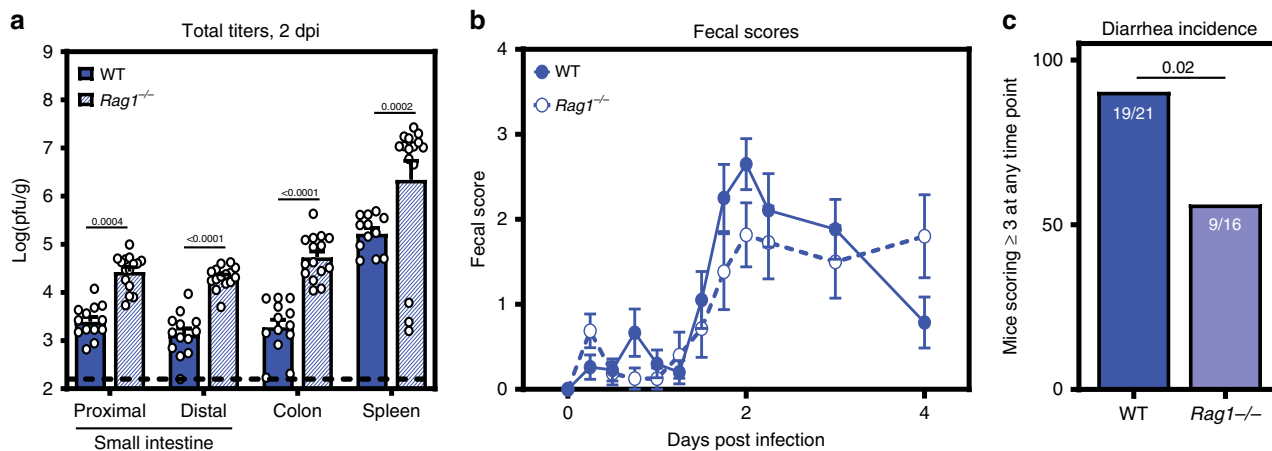 a
Total titers, 2 dpi
9
8
7
6
5
4
3
2
Log(pfu/g)
WT
Rag1–/–
0.0004
<0.0001
<0.0001
0.0002
Proximal Distal Colon Spleen
Small intestine
b
Fecal scores
4
3
2
1
0
Fecal score
WT
Rag1–/–
0 2 4
Days post infection
c
Diarrhea incidence
100
50
0
Mice scoring ≥ 3 at any time point
0.02
19/21
9/16
WT Rag1–/–